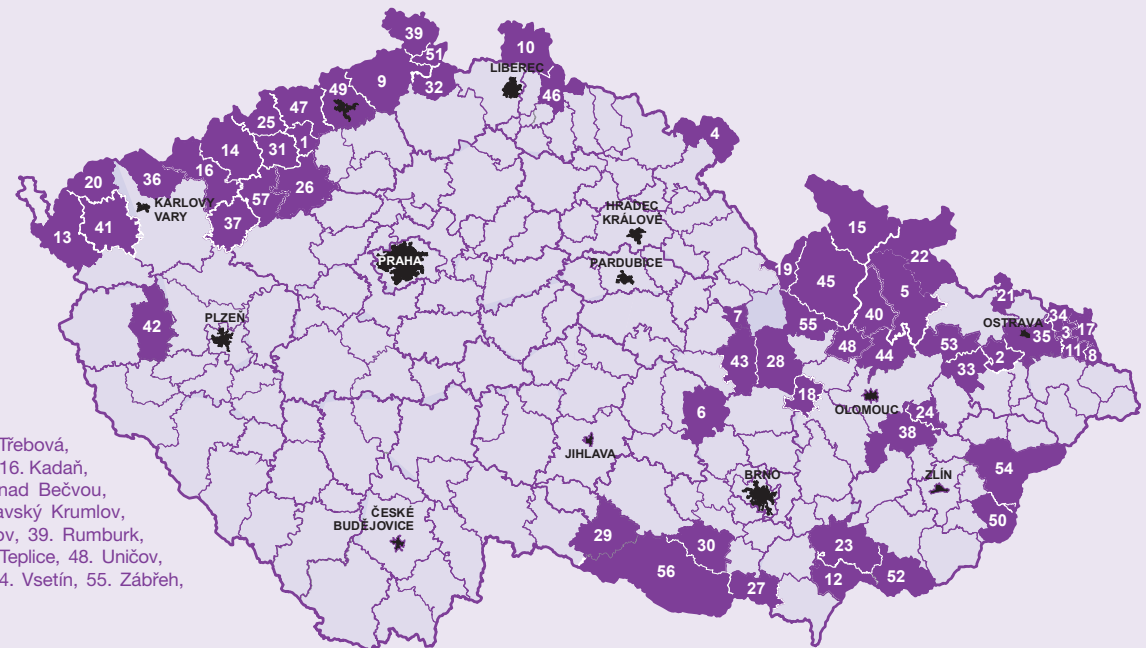 39
51
10
LIBEREC
49
9
32
46
47
25
4
14
31
1
16
20
36
26
57
KARLOVY
VARY
41
13
37
HRADEC
KRÁLOVÉ
PRAHA
PARDUBICE
15
22
19
45
5
21
42
PLZEŇ
7
40
55
OSTRAVA
34
3
17
35
11
8
48
44
53
2
33
43
28
18
OLOMOUC
6
24
38
JIHLAVA
BRNO
ZLÍN
54
50
ČESKÉ
BUDĚJOVICE
29
30
23
56
27
12
52
Třebová,
16. Kadaň,
nad Bečvou,
avský Krumlov,
ov, 39. Rumburk,
Teplice, 48. Uničov,
4. Vsetín, 55. Zábřeh,